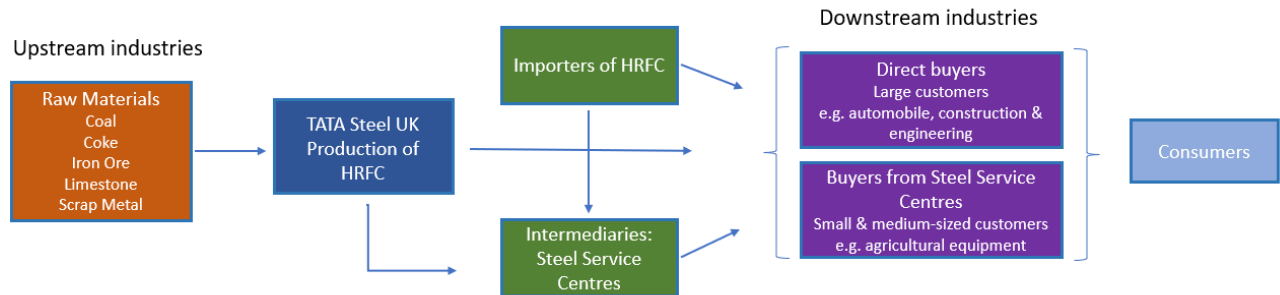 Upstream industries
Raw Materials
Coal
Coke
Iron Ore
Limestone
Scrap Metal
TATA Steel UK
Production of
HRFC
Importers of HRFC
Intermediaries:
Steel Service
Centres
Downstream industries
Direct buyers
Large customers
e.g. automobile, construction &
engineering
Buyers from Steel Service
Centres
Small & medium-sized customers
e.g. agricultural equipment
Consumers